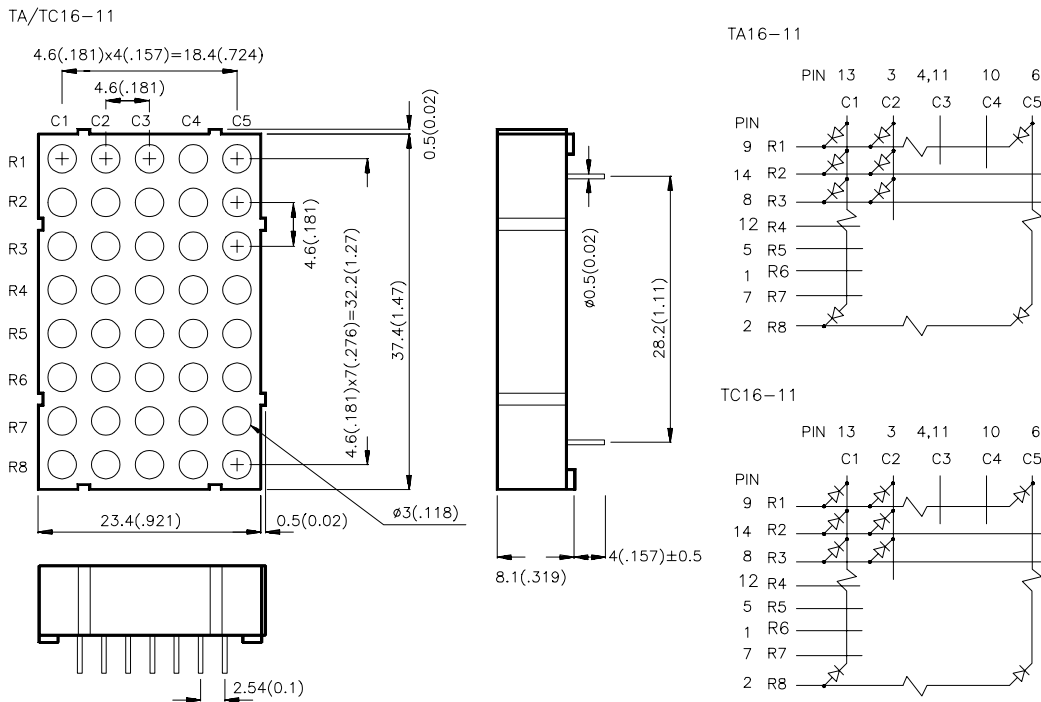 TA/TC16-11
4.6(.181)x4(.157)=18.4(.724)
4.6(.181)
C1 C2 C3 C4 C5
R1
R2
R3
R4
R5
R6
R7
R8
0.5(0.02)
4.6(.181)
4.6(.181)x7(.276)=32.2(1.27)
37.4(1.47)
23.4(.921)
0.5(0.02)
ø3(.118)
ø0.5(0.02)
28.2(1.11)
4(.157)±0.5
8.1(.319)
2.54(0.1)
TA16-11
PIN 13 3 4,11 10 6
C1 C2 C3 C4 C5
PIN
9 R1
14 R2
8 R3
12 R4
5 R5
1 R6
7 R7
2 R8
TC16-11
PIN 13 3 4,11 10 6
C1 C2 C3 C4 C5
PIN
9 R1
14 R2
8 R3
12 R4
5 R5
1 R6
7 R7
2 R8